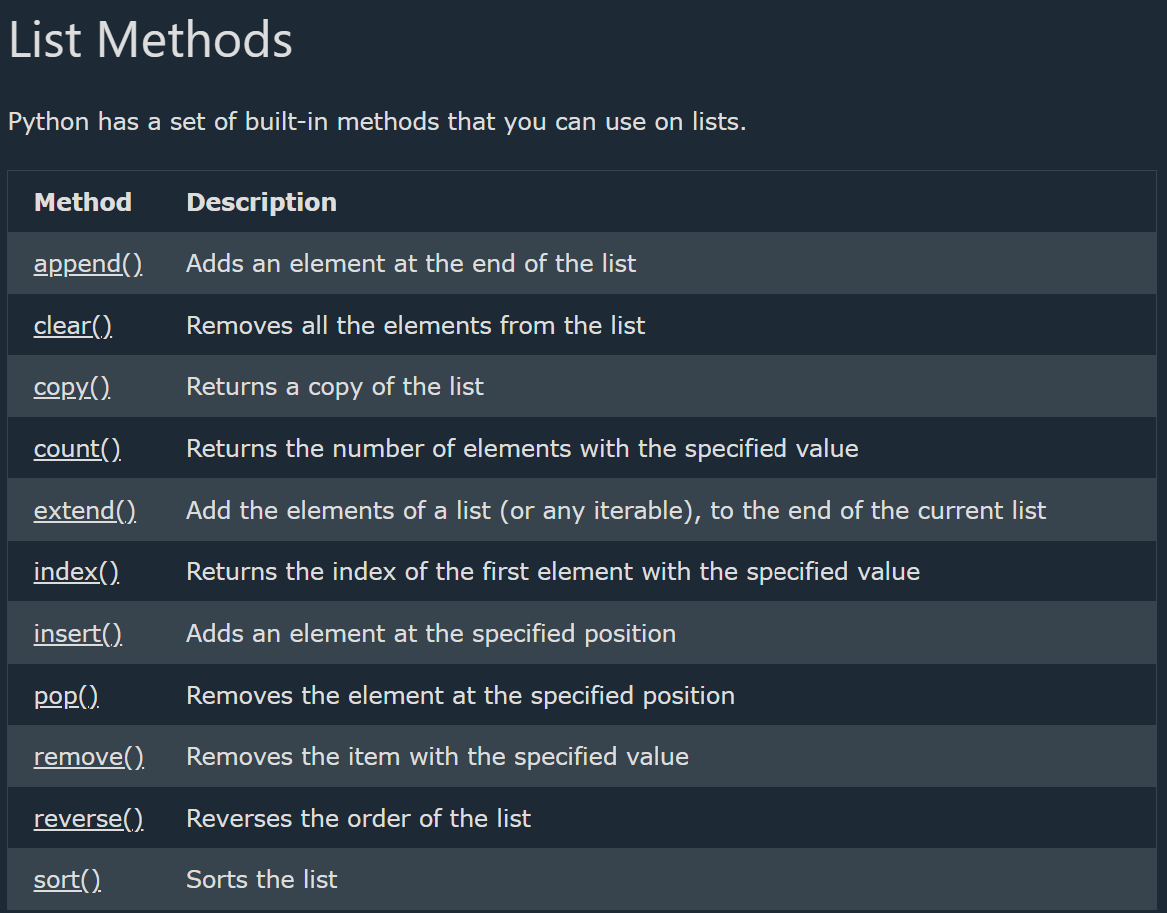 List Methods
Python has a set of built-in methods that you can use on lists.
Method Description
append() Adds an element at the end of the list
clear() Removes all the elements from the list
copy() Returns a copy of the list
count() Returns the number of elements with the specified value
extend() Add the elements of a list (or any iterable), to the end of the current list
index() Returns the index of the first element with the specified value
insert() Adds an element at the specified position
pop() Removes the element at the specified position
remove() Removes the item with the specified value
reverse() Reverses the order of the list
sort() Sorts the list